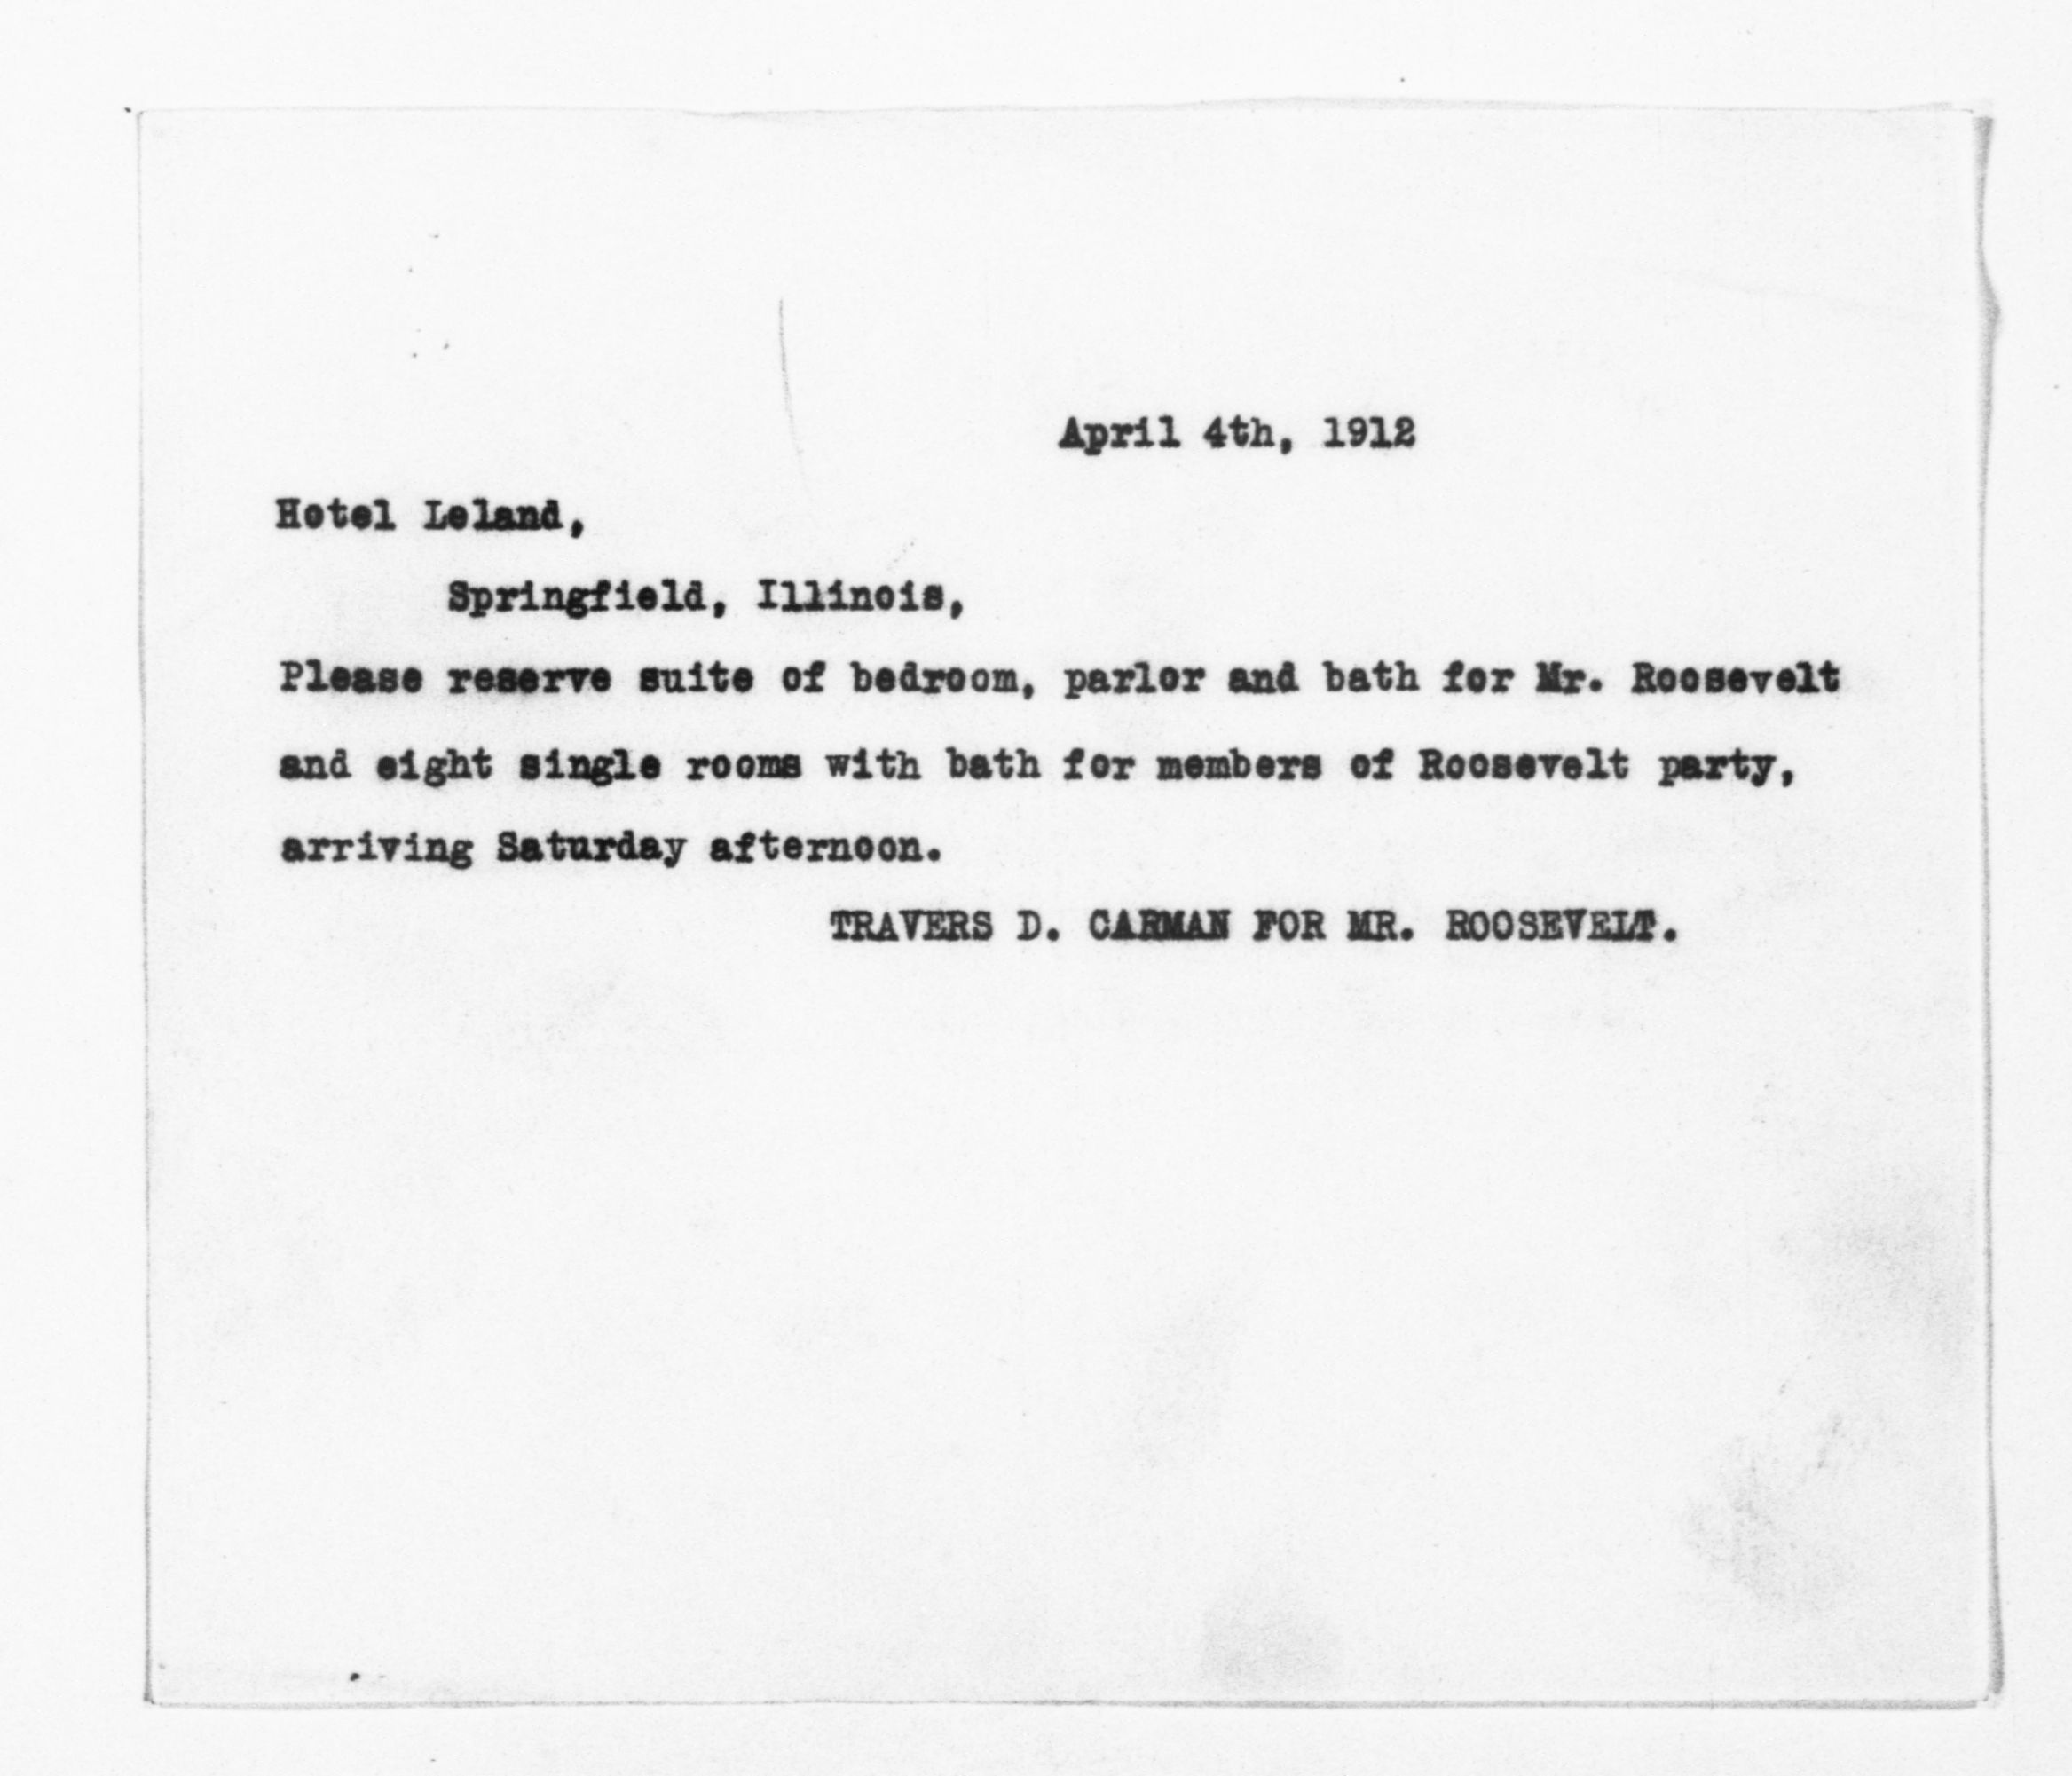 April 4th, 1912
Hotel Leland,
Springfield, Illinois,
Please reserve suite of bedroom, parlor and bath for Mr. Roosevelt
and eight single rooms with bath for members of Roosevelt party,
arriving Saturday afternoon.
TRAVERS D. CARMAN FOR MR. ROOSEVELT.